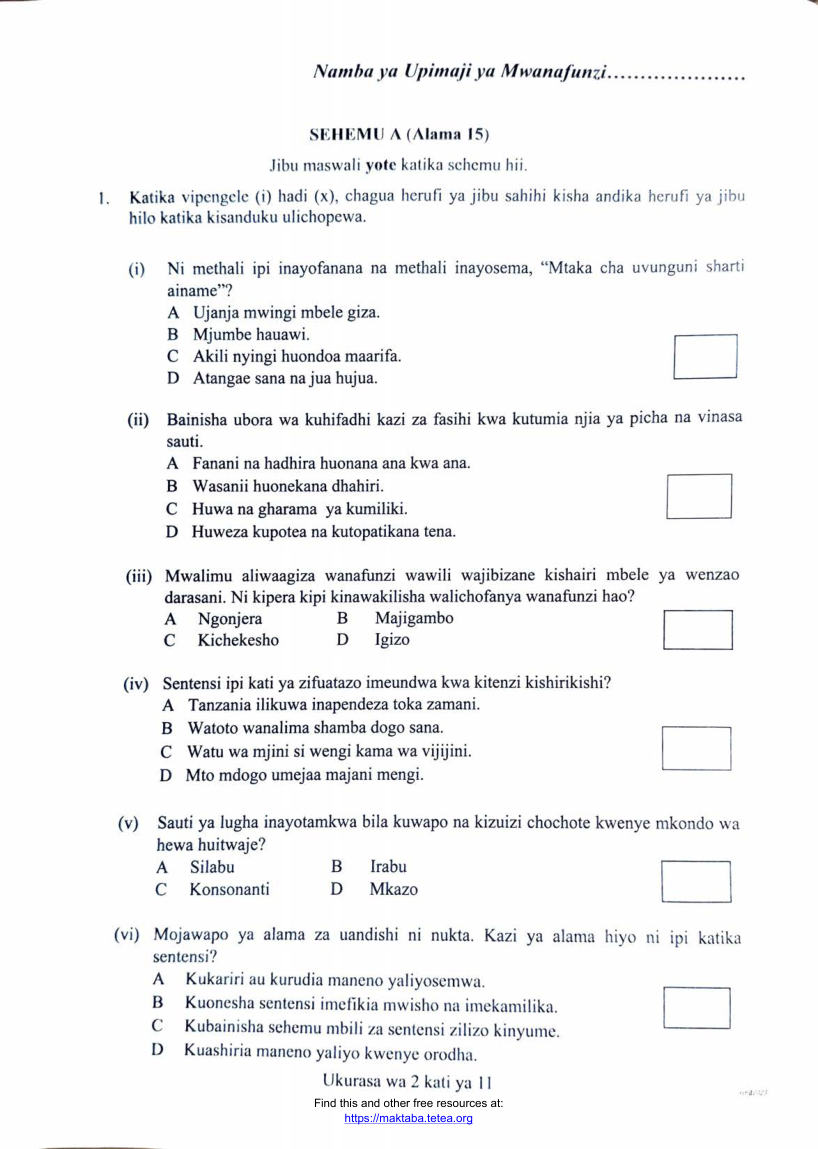 Namba ya Upimaji ya Mwanafunzi.....................
SEHEMU A (Alama 15)
Jibu maswali yote katika sehemu hii.
1. Katika vipengele (i) hadi (x), chagua herufi ya jibu sahihi kisha andika herufi ya jibu
hilo katika kisanduku ulichopewa.
(i) Ni methali ipi inayofanana na methali inayosema, “Mtaka cha uvunguni sharti
ainame”?
A Ujanja mwingi mbele giza.
B Mjumbe hauawi.
C Akili nyingi huondoa maarifa.
D Atangae sana na jua hujua.
(ii) Bainisha ubora wa kuhifadhi kazi za fasihi kwa kutumia njia ya picha na vinasa
sauti.
A Fanani na hadhira huonana ana kwa ana.
B Wasanii huonekana dhahiri.
C Huwa na gharama ya kumiliki.
D Huweza kupotea na kutopatikana tena.
(iii) Mwalimu aliwaagiza wanafunzi wawili wajibizane kishairi mbele ya wenzao
darasani. Ni kipera kipi kinawakilisha walichofanya wanafunzi hao?
A Ngonjera B Majigambo
C Kichekesho D Igizo
(iv) Sentensi ipi kati ya zifuatazo imeundwa kwa kitenzi kishirikishi?
A Tanzania ilikuwa inapendeza toka zamani.
B Watoto wanalima shamba dogo sana.
C Watu wa mjini si wengi kama wa vijijini.
D Mto mdogo umejaa majani mengi.
(v) Sauti ya lugha inayotamkwa bila kuwapo na kizuizi chochote kwenye mkondo wa
hewa huitwaje?
A Silabu B Irabu
C Konsonanti D Mkazo
(vi) Mojawapo ya alama za uandishi ni nukta. Kazi ya alama hiyo ni ipi katika
sentensi?
A Kukariri au kurudia maneno yaliyosemwa.
B Kuonesha sentensi imefikia mwisho na imekamilika.
C Kubainisha sehemu mbili za sentensi zilizo kinyume.
D Kuashiria maneno yaliyo kwenye orodha.
Ukurasa wa 2 kati ya 11
Find this and other free resources at:
https://maktaba.tetea.org